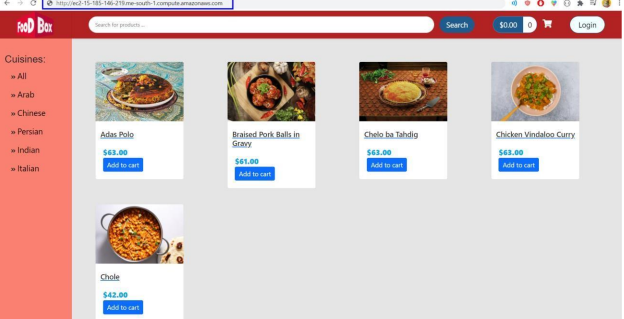 http://ec2-15-185-146-219.me-south-1.compute.amazonaws.com
FooD Box
Search for products...
Search
$0.00 0
Login
Cuisines:
» All
» Arab
» Chinese
» Persian
» Indian
» Italian
Adas Polo
$63.00
Add to cart
Braised Pork Balls in
Gravy
$61.00
Add to cart
Chelo ba Tahdig
$63.00
Add to cart
Chicken Vindaloo Curry
$63.00
Add to cart
Chole
$42.00
Add to cart